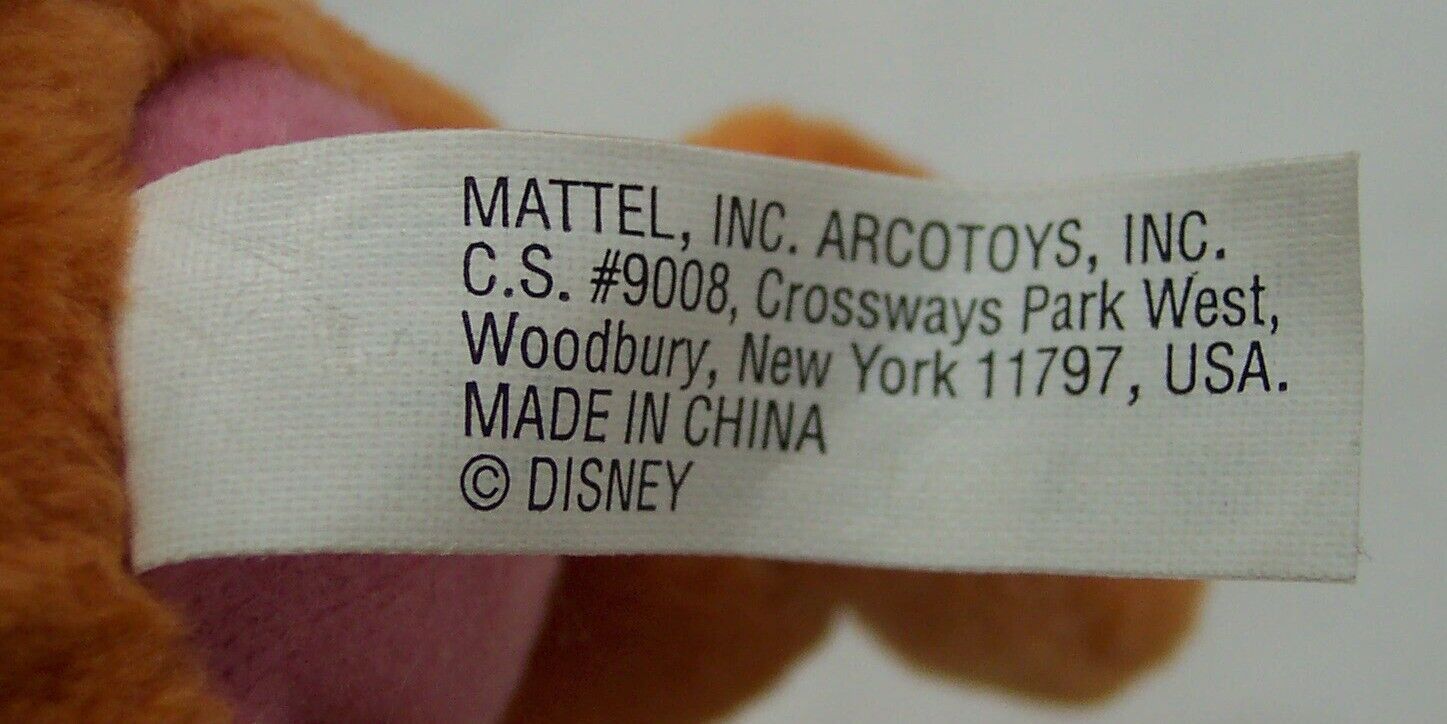 MATTEL, INC. ARCOTOYS, INC.
C.S. #9008, Crossways Park West,
Woodbury, New York 11797, USA.
MADE IN CHINA
© DISNEY